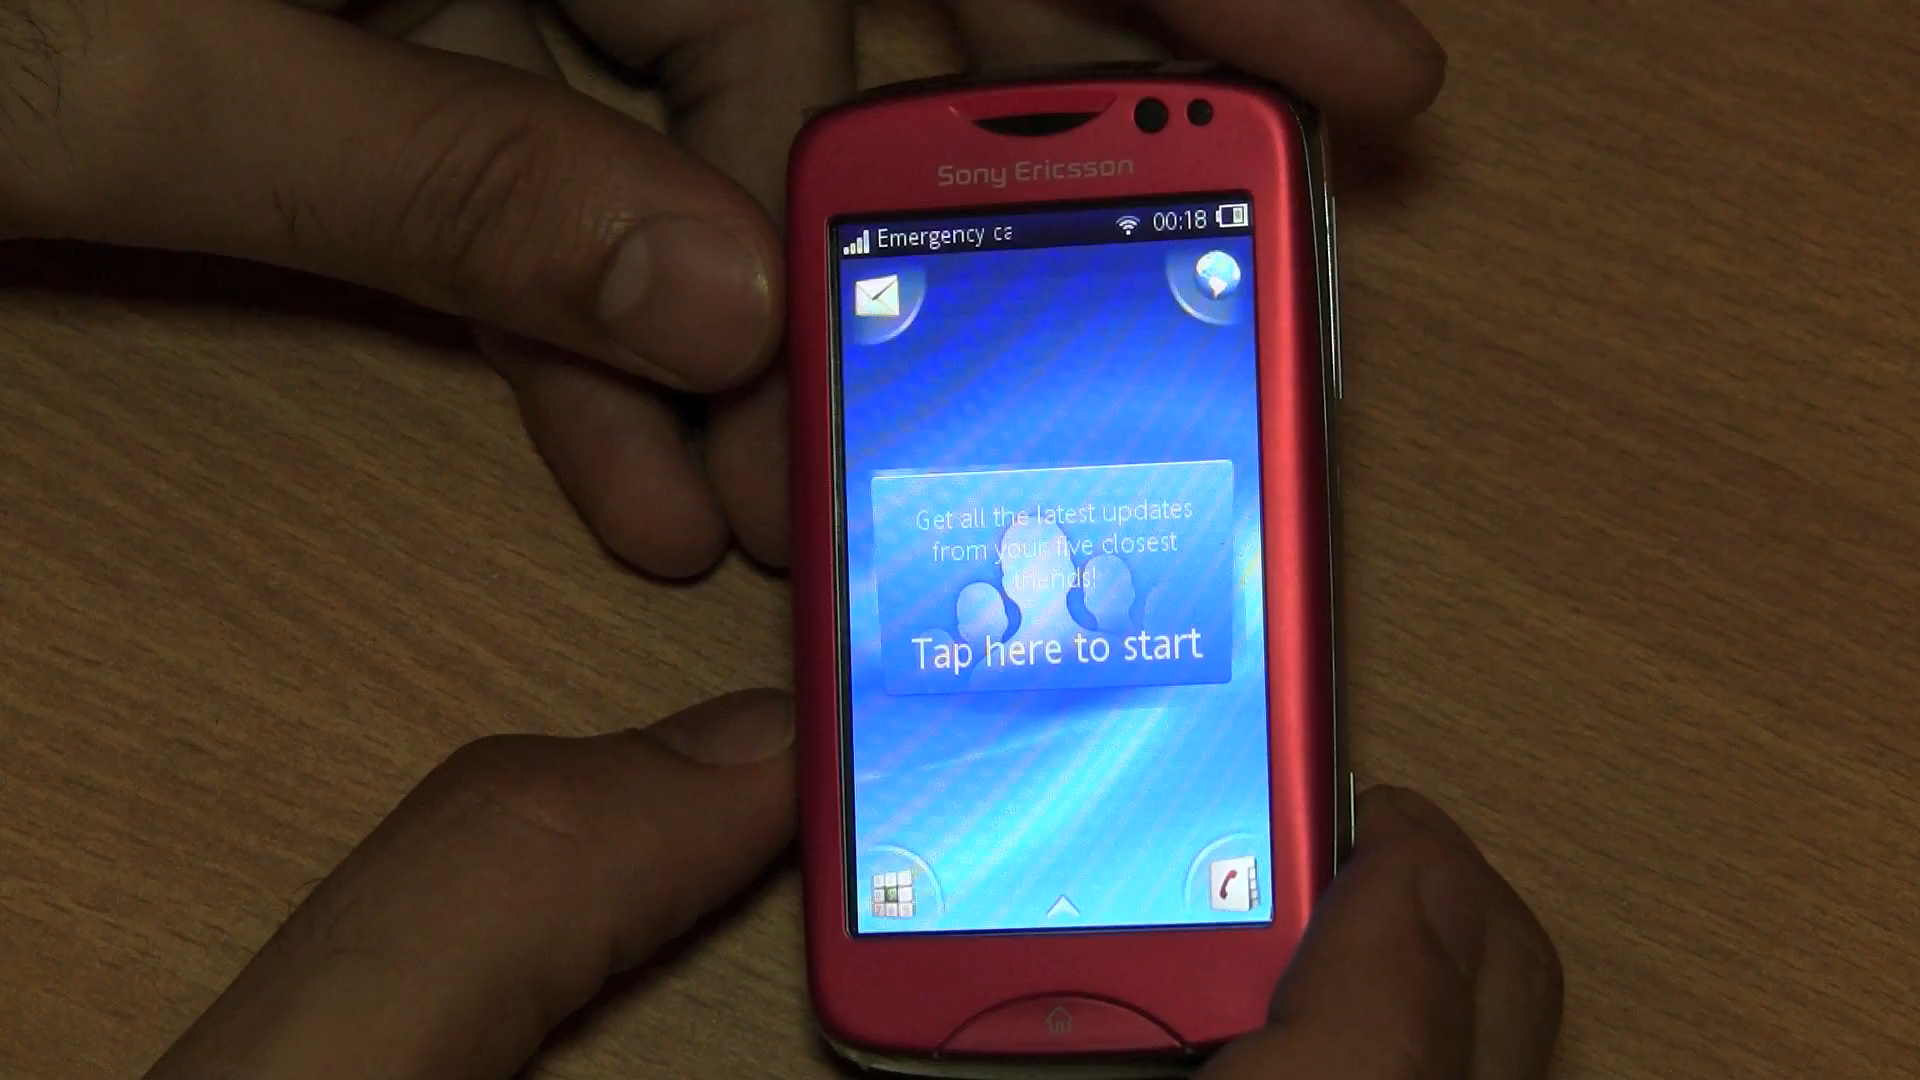 Sony Ericsson
Emergency ca 00:18
Get all the latest updates
from your five closest
friends!
Tap here to start